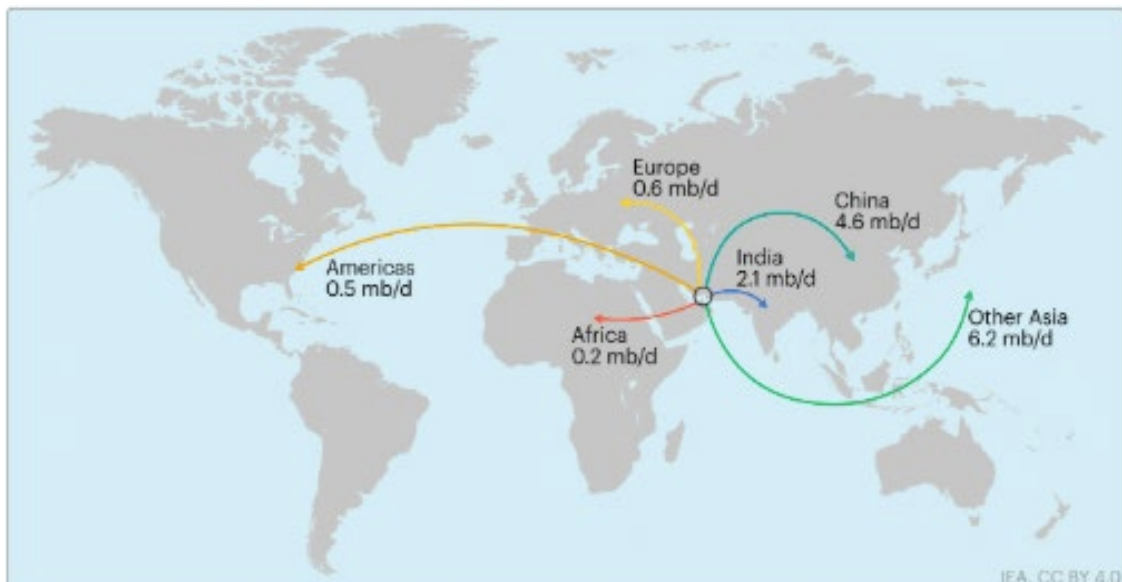 Europe
0.6 mb/d
China
4.6 mb/d
Americas
0.5 mb/d
India
2.1 mb/d
Africa
0.2 mb/d
Other Asia
6.2 mb/d
IEA. CC BY 4.0